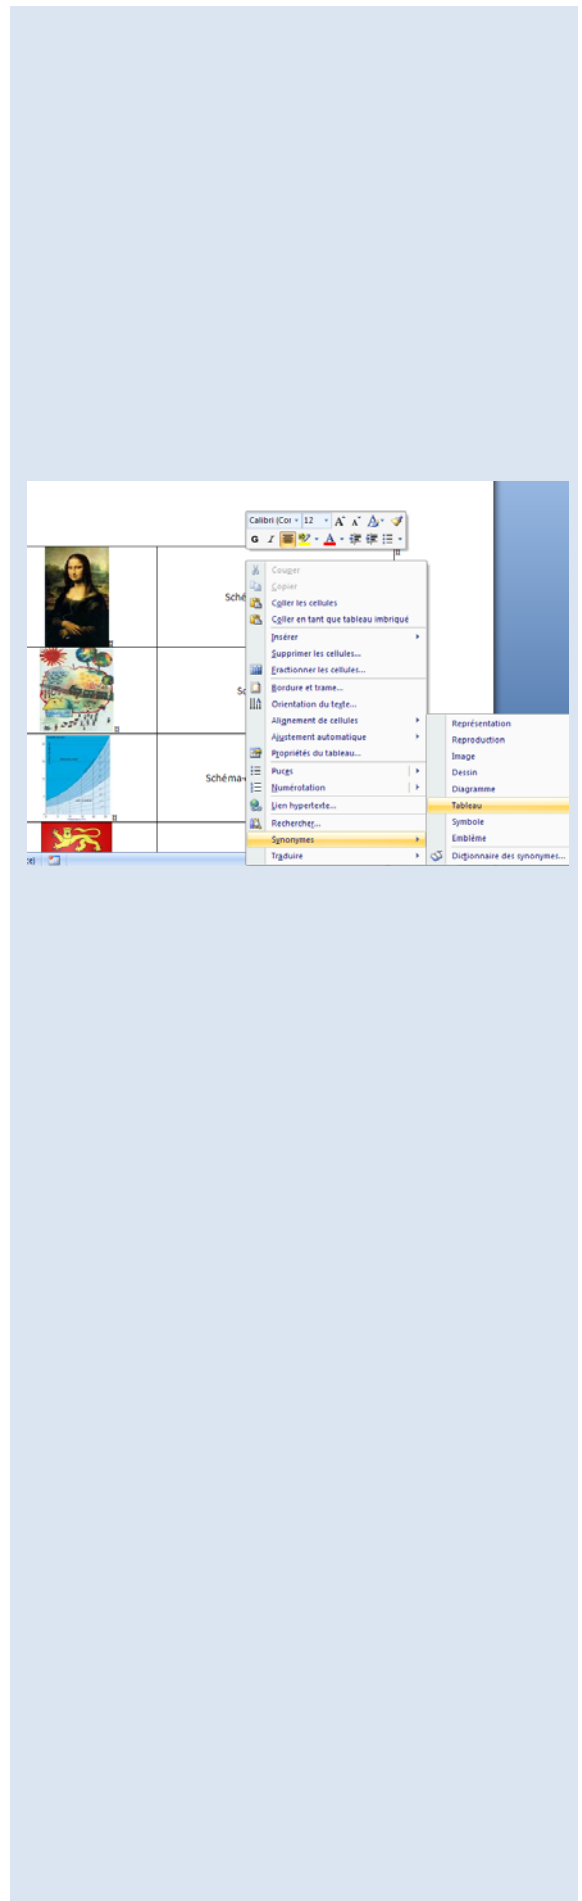 Calibri (Cor 12 A A A
G I A
Sché
Couper
Copier
Coller les cellules
Coller en tant que tableau imbriqué
Insérer
Supprimer les cellules...
Fractionner les cellules...
Bordure et trame...
Orientation du texte...
Alignement de cellules
Ajustement automatique
Propriétés du tableau...
Puces
Numérotation
Lien hypertexte...
Rechercher...
Synonymes
Traduire
Sc
Schéma-
Représentation
Reproduction
Image
Dessin
Diagramme
Tableau
Symbole
Emblème
Dictionnaire des synonymes...